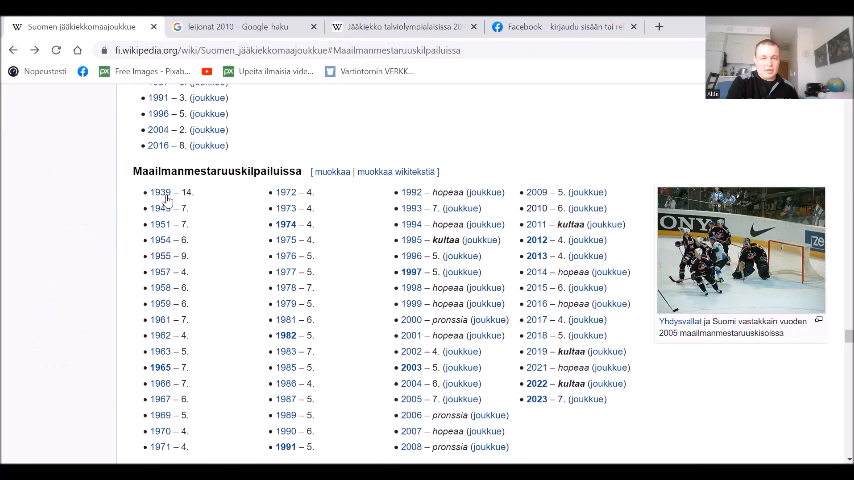 Suomen jääkiekkomaajoukkue
leijonat 2010 - Google-haku
Jääkiekko talviolympialaisissa 20
Facebook – kirjaudu sisään tai re
fi.wikipedia.org/wiki/Suomen_jääkiekkomaajoukkue#Maailmanmestaruuskilpailuissa
Nopeustesti
Free Images - Pixab...
Upeita ilmaisia video...
Vartiotornin VERKK...
Ahto
1991 – 3. (joukkue)
1996 – 5. (joukkue)
2004 – 2. (joukkue)
2016 – 8. (joukkue)
Maailmanmestaruuskilpailuissa [ muokkaa | muokkaa wikitekstiä ]
1939 – 14.
– 7.
1951 – 7.
1954 – 6.
1955 – 9.
1957 – 4.
1958 – 6.
1959 – 6.
1961 – 7.
1962 – 4.
1963 – 5.
1965 – 7.
1966 – 7.
1967 – 6.
1969 – 5.
1970 – 4.
1971 – 4.
1972 – 4.
1973 – 4.
1974 – 4.
1975 – 4.
1976 – 5.
1977 – 5.
1978 – 7.
1979 – 5.
1981 – 6.
1982 – 5.
1983 – 7.
1985 – 5.
1986 – 4.
1987 – 5.
1989 – 5.
1990 – 6.
1991 – 5.
1992 – hopeaa (joukkue)
1993 – 7. (joukkue)
1994 – hopeaa (joukkue)
1995 – kultaa (joukkue)
1996 – 5. (joukkue)
1997 – 5. (joukkue)
1998 – hopeaa (joukkue)
1999 – hopeaa (joukkue)
2000 – pronssia (joukkue)
2001 – hopeaa (joukkue)
2002 – 4. (joukkue)
2003 – 5. (joukkue)
2004 – 6. (joukkue)
2005 – 7. (joukkue)
2006 – pronssia (joukkue)
2007 – hopeaa (joukkue)
2008 – pronssia (joukkue)
2009 – 5. (joukkue)
2010 – 6. (joukkue)
2011 – kultaa (joukkue)
2012 – 4. (joukkue)
2013 – 4. (joukkue)
2014 – hopeaa (joukkue)
2015 – 6. (joukkue)
2016 – hopeaa (joukkue)
2017 – 4. (joukkue)
2018 – 5. (joukkue)
2019 – kultaa (joukkue)
2021 – hopeaa (joukkue)
2022 – kultaa (joukkue)
2023 – 7. (joukkue)
SONY
Yhdysvallat ja Suomi vastakkain vuoden
2005 maailmanmestaruuskisoissa